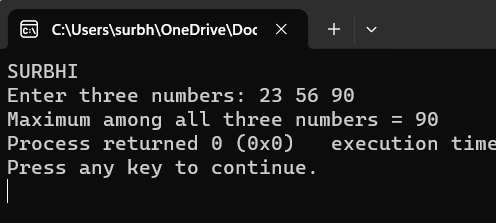 C:\Users\surbh\OneDrive\Doc
SURBHI
Enter three numbers: 23 56 90
Maximum among all three numbers = 90
Process returned 0 (0x0)   execution time
Press any key to continue.